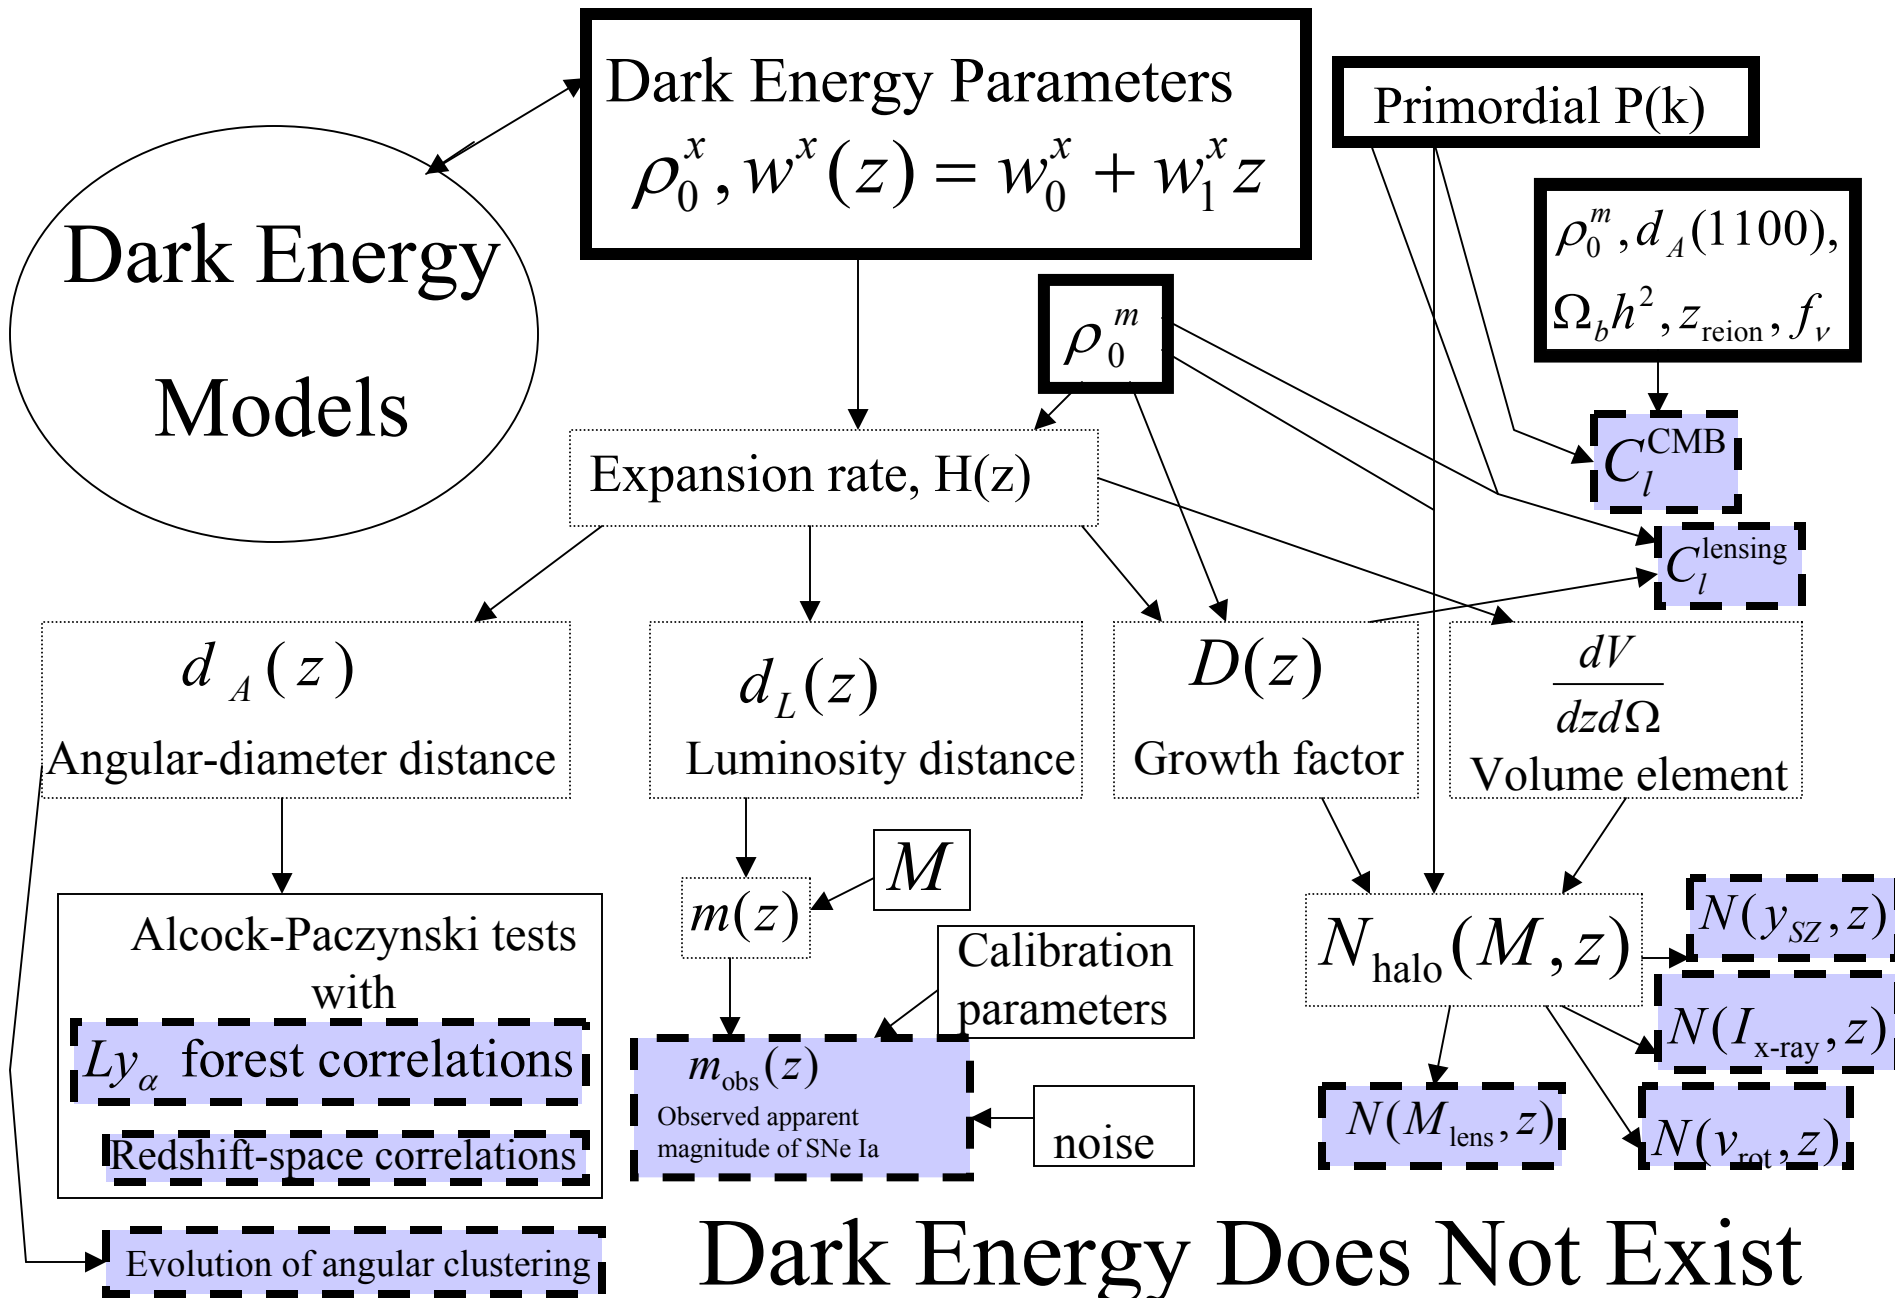 Dark Energy Parameters
ρ₀ˣ, wˣ(z) = w₀ˣ + w₁ˣz
Primordial P(k)
Dark Energy
Models
ρ₀ᵐ, d_A(1100),
Ω_b h², z_reion, f_ν
ρ₀ᵐ
C_l^CMB
Expansion rate, H(z)
C_l^lensing
d_A(z)
Angular-diameter distance
d_L(z)
Luminosity distance
D(z)
Growth factor
dV
dzdΩ
Volume element
M
m(z)
N_halo(M, z)
N(y_SZ, z)
Alcock-Paczynski tests
with
Ly_α forest correlations
Redshift-space correlations
Calibration
parameters
N(I_x-ray, z)
m_obs(z)
Observed apparent
magnitude of SNe Ia
noise
N(M_lens, z)
N(v_rot, z)
Evolution of angular clustering
Dark Energy Does Not Exist